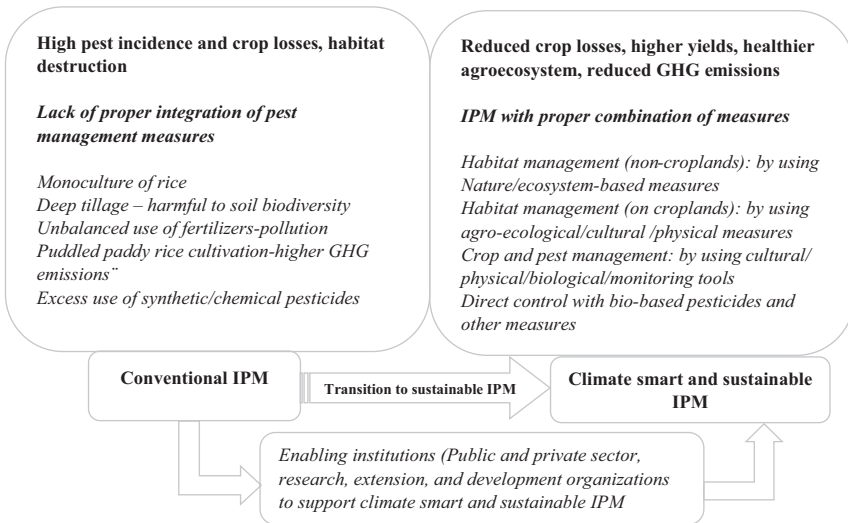 High pest incidence and crop losses, habitat
destruction
Lack of proper integration of pest
management measures
Monoculture of rice
Deep tillage – harmful to soil biodiversity
Unbalanced use of fertilizers-pollution
Puddled paddy rice cultivation-higher GHG
emissions¨
Excess use of synthetic/chemical pesticides
Reduced crop losses, higher yields, healthier
agroecosystem, reduced GHG emissions
IPM with proper combination of measures
Habitat management (non-croplands): by using
Nature/ecosystem-based measures
Habitat management (on croplands): by using
agro-ecological/cultural /physical measures
Crop and pest management: by using cultural/
physical/biological/monitoring tools
Direct control with bio-based pesticides and
other measures
Conventional IPM
Transition to sustainable IPM
Climate smart and sustainable
IPM
Enabling institutions (Public and private sector,
research, extension, and development organizations
to support climate smart and sustainable IPM